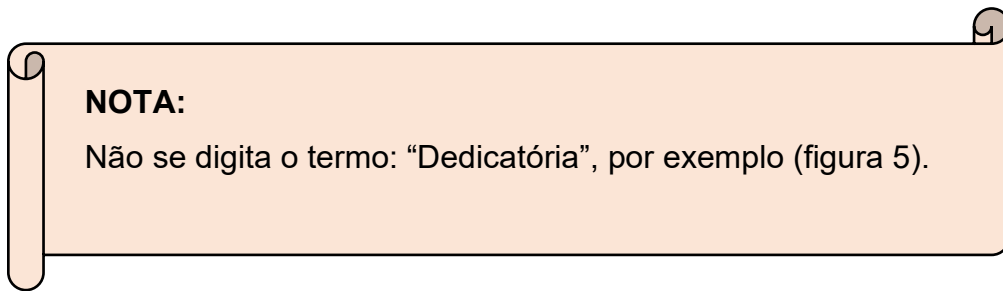 NOTA:
Não se digita o termo: “Dedicatória”, por exemplo (figura 5).